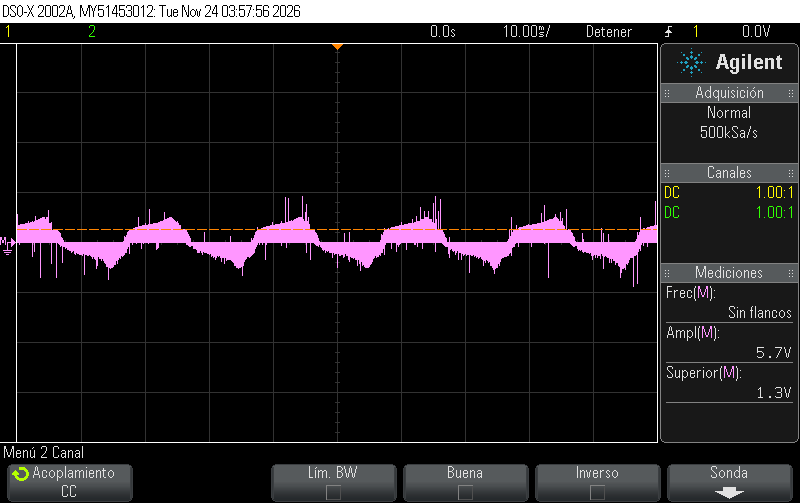 DSO-X 2002A, MY51453012: Tue Nov 24 03:57:56 2026
1 2 0.0s 10.00ms/ Detener 1 0.0V
Agilent
Adquisición
Normal
500kSa/s
Canales
DC 1.00:1
DC 1.00:1
Mediciones
Frec(M):
Sin flancos
Ampl(M):
5.7V
Superior(M):
1.3V
M
Menú 2 Canal
Acoplamiento
CC
Lím. BW
Buena
Inverso
Sonda